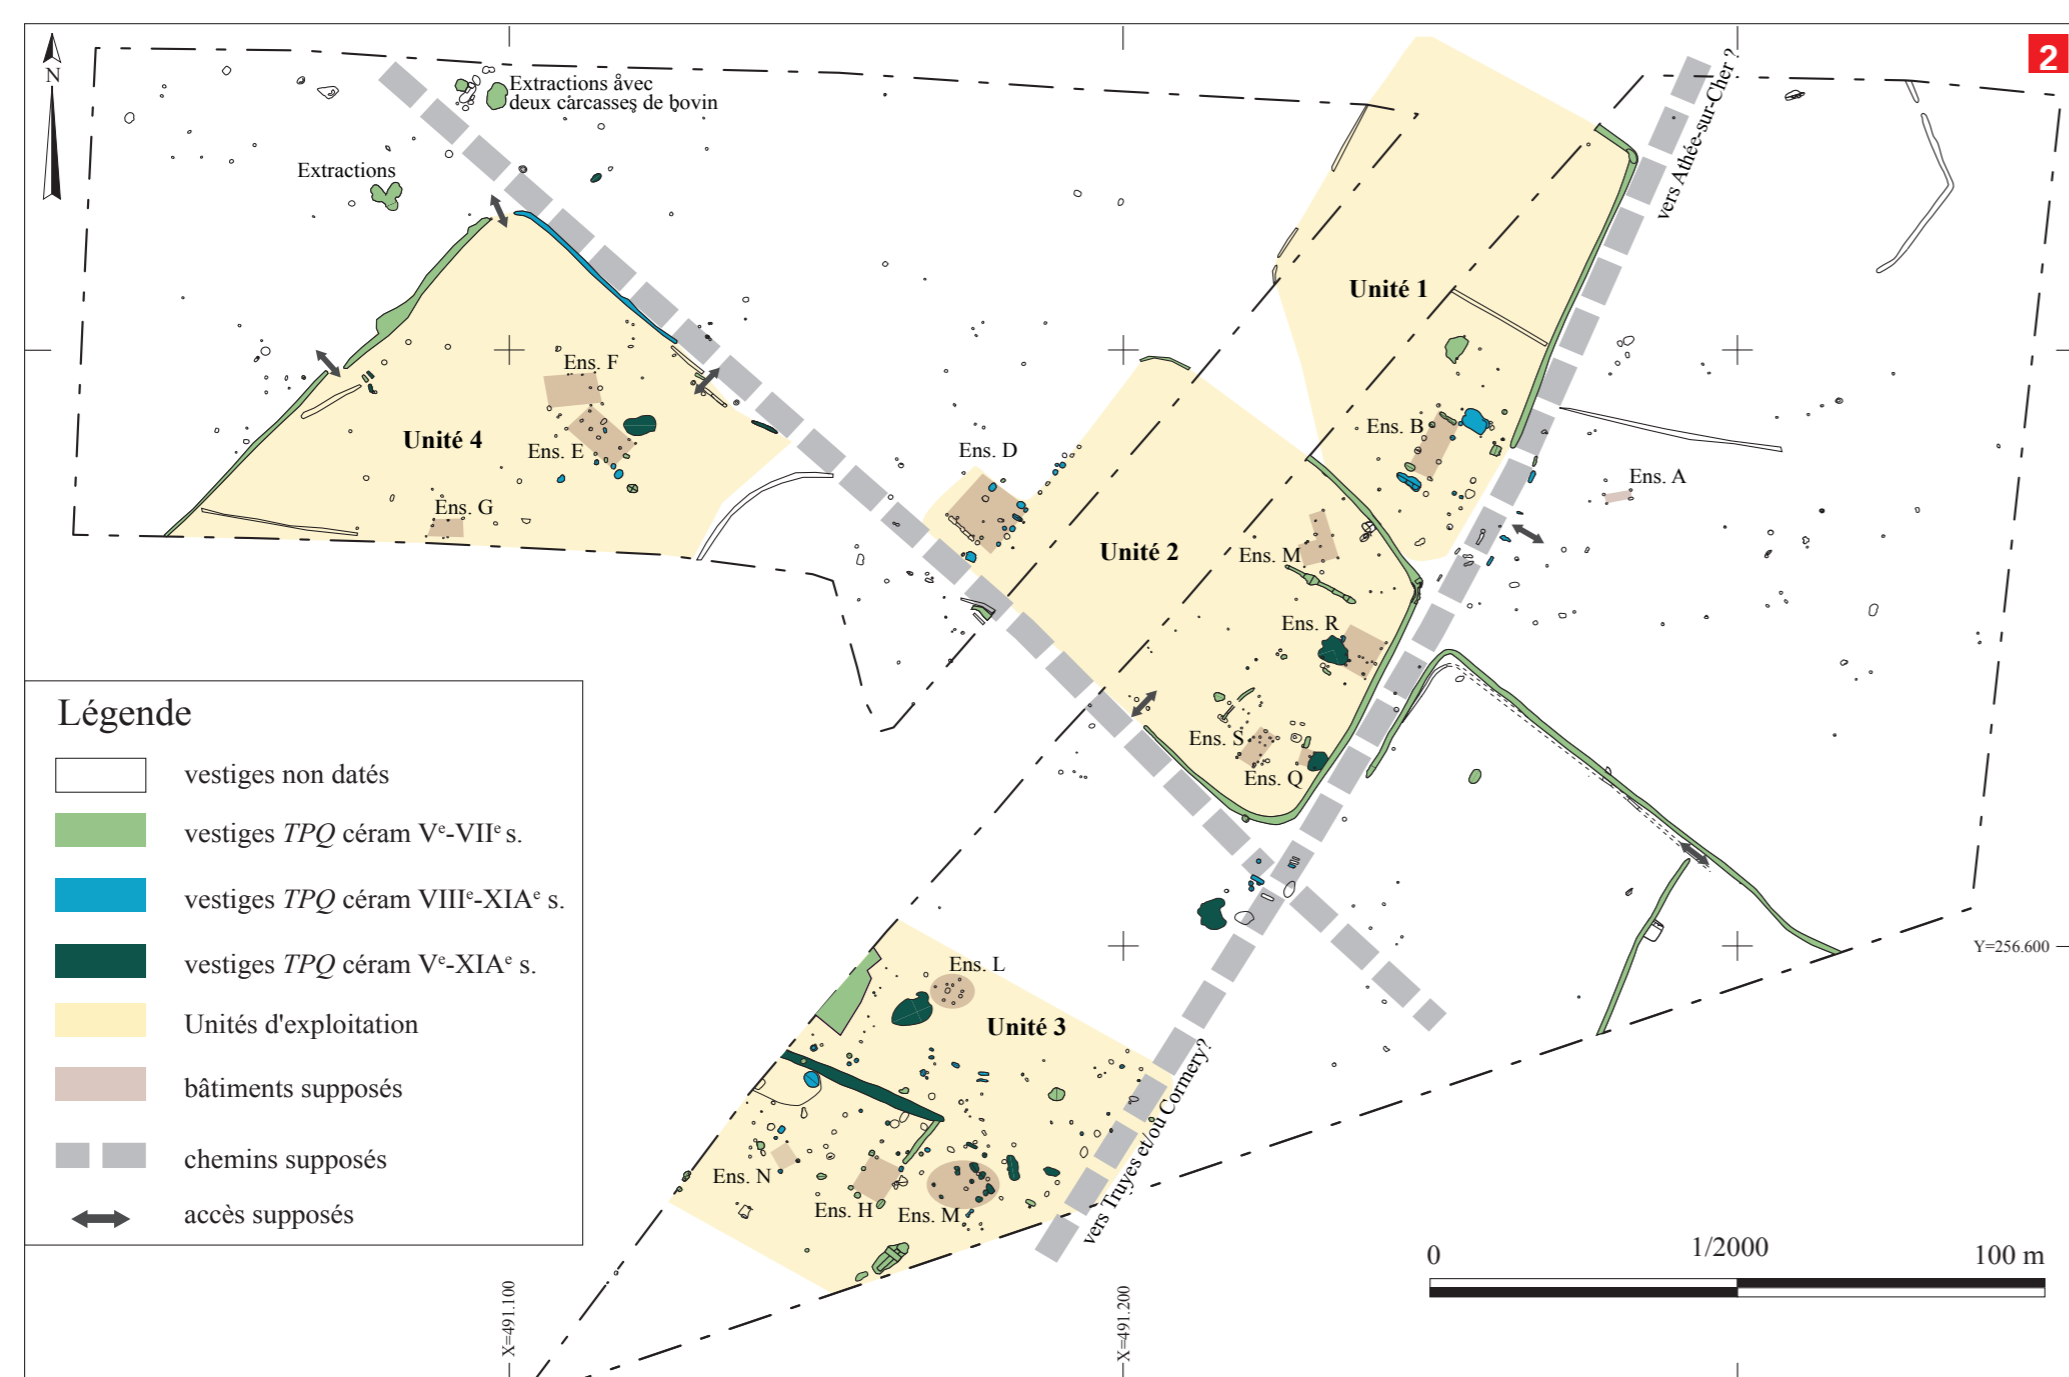 2
N
Extractions avec
deux carcasses de bovin
Extractions
vers Athée-sur-Cher ?
Unité 1
Ens. F
Ens. B
Unité 4
Ens. E
Ens. D
Ens. A
Ens. G
Unité 2
Ens. M
Ens. R
Ens. S
Ens. Q
Légende
vestiges non datés
vestiges TPQ céram Ve-VIIe s.
vestiges TPQ céram VIIIe-XIAe s.
vestiges TPQ céram Ve-XIAe s.
Unités d'exploitation
bâtiments supposés
chemins supposés
accès supposés
Y=256.600
Ens. L
Unité 3
vers Truyes et/où Cormery?
Ens. N
Ens. H
Ens. M
0
1/2000
100 m
X=491.100
X=491.200